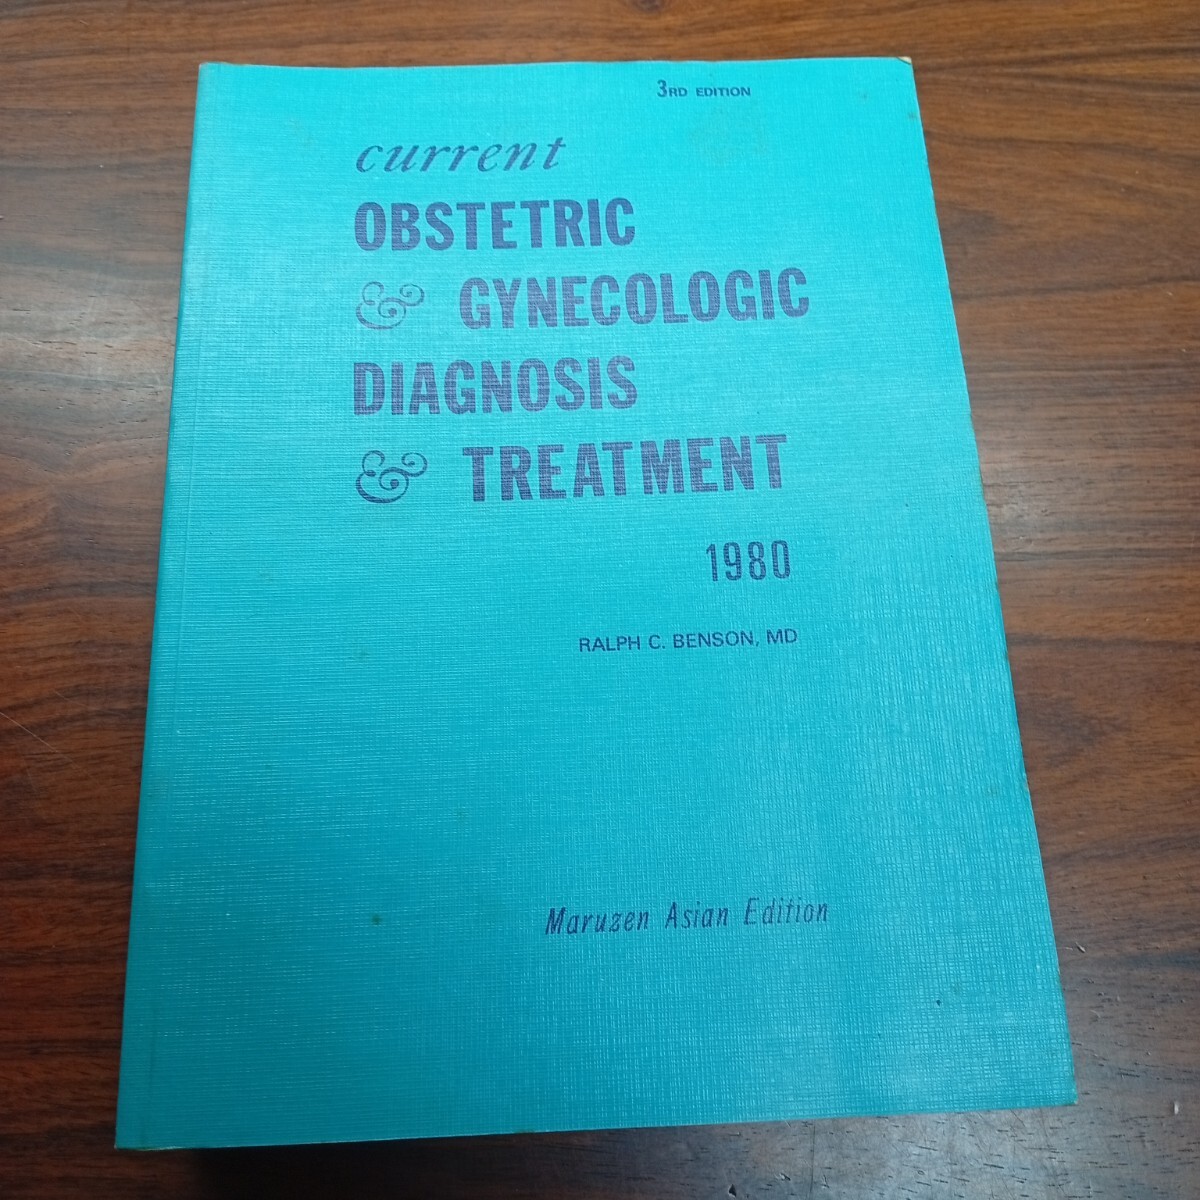 3RD EDITION
current
OBSTETRIC
& GYNECOLOGIC
DIAGNOSIS
& TREATMENT
1980
RALPH C. BENSON, MD
Maruzen Asian Edition